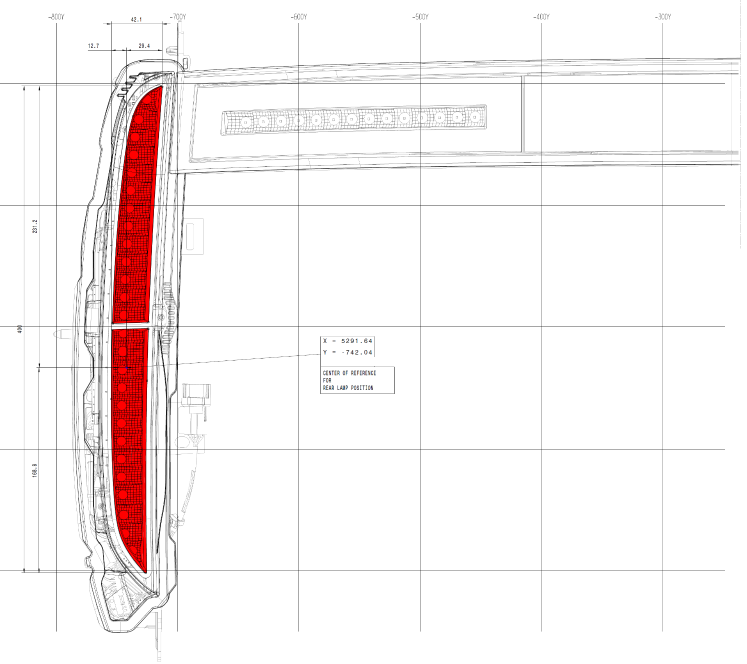 -800Y
-700Y
-600Y
-500Y
-400Y
-300Y
42.1
12.7
29.4
231.2
400
168.8
X = 5291.64
Y = -742.04
CENTER OF REFERENCE
FOR
REAR LAMP POSITION